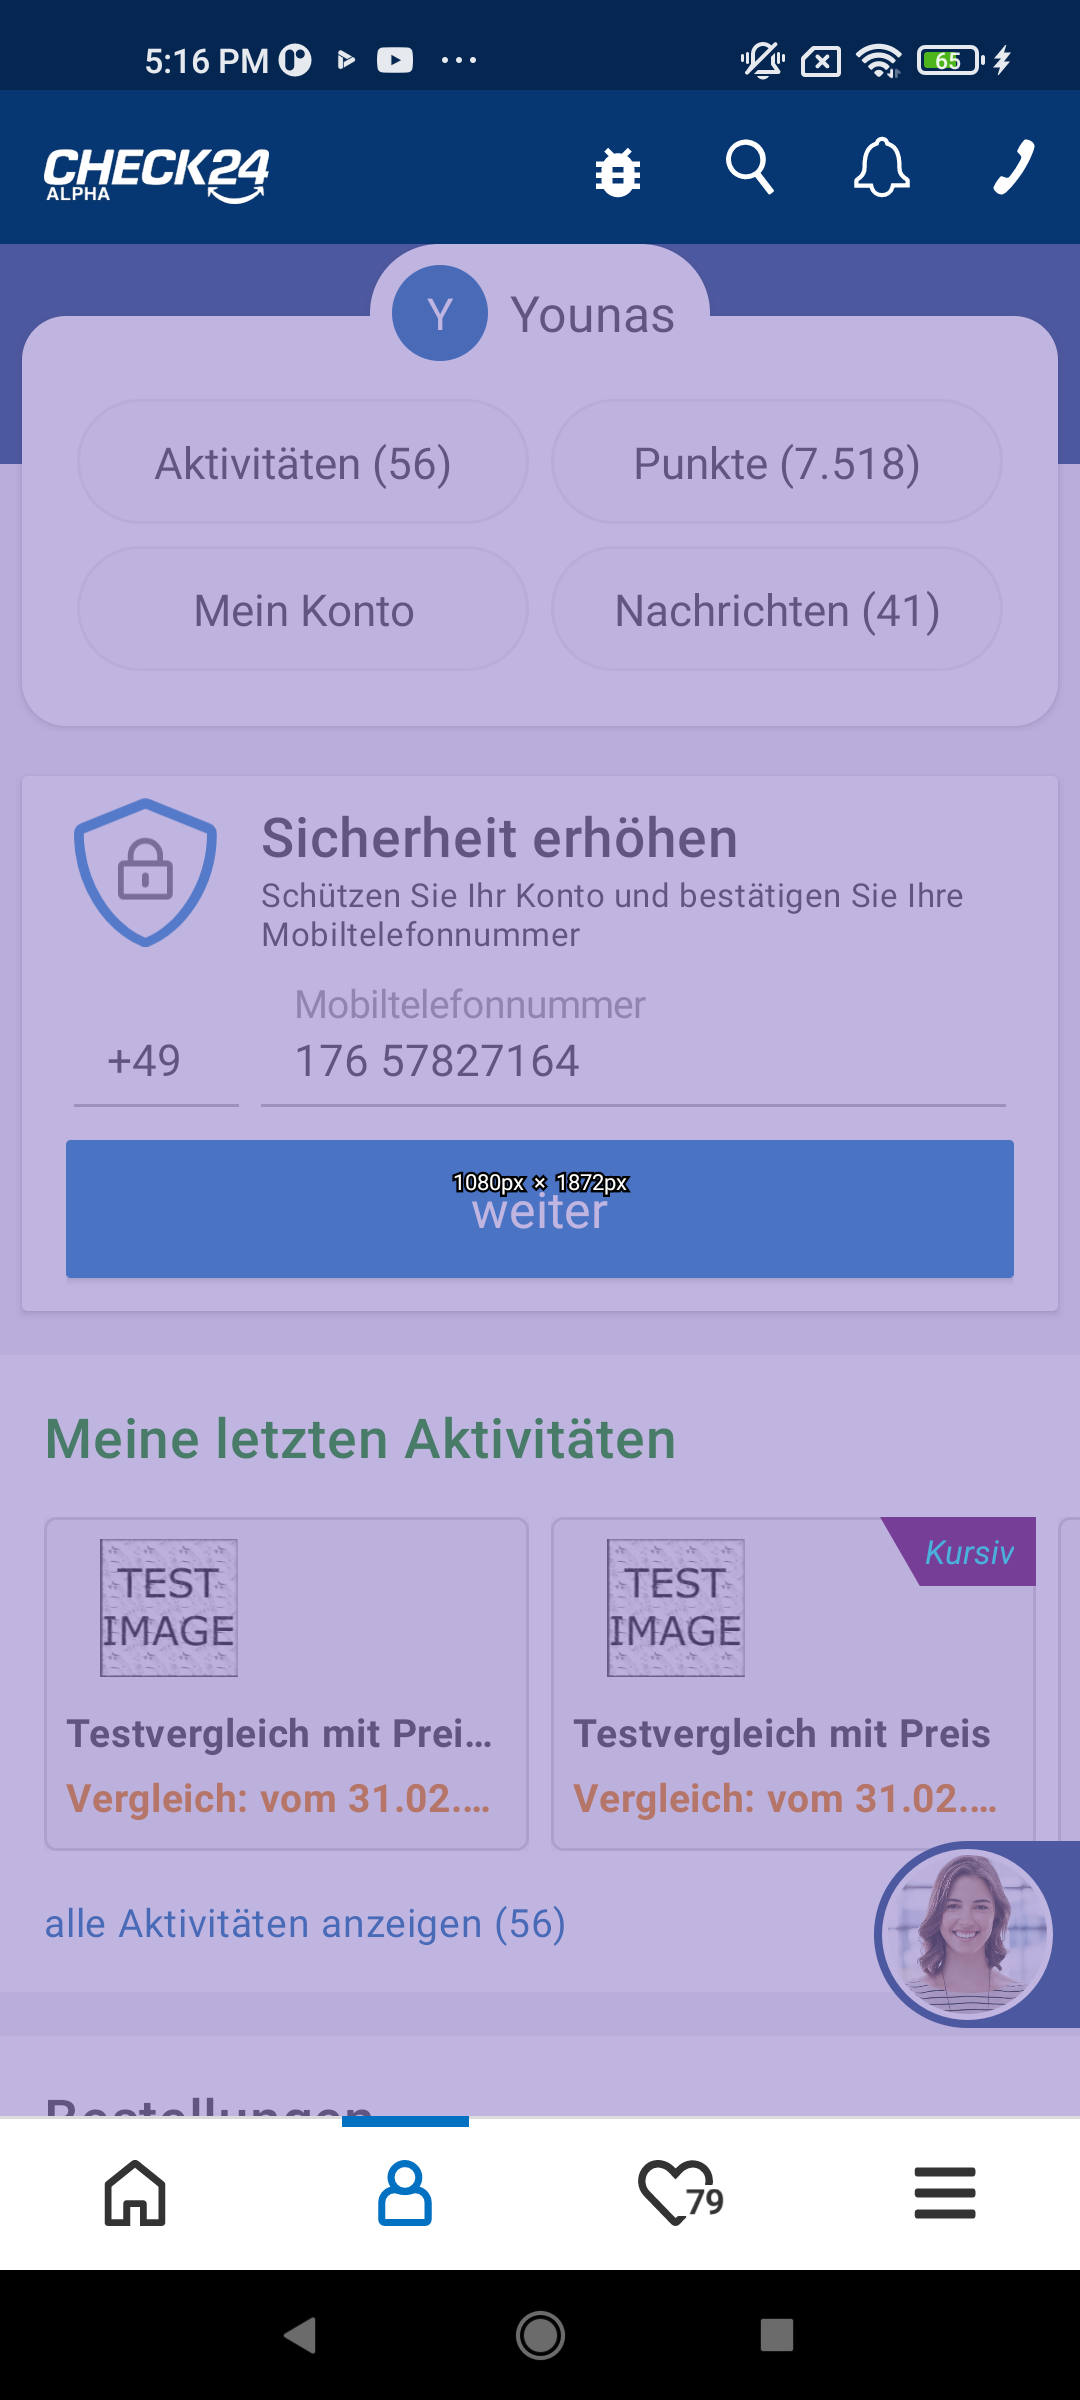 5:16 PM
65
CHECK24
ALPHA
Y Younas
Aktivitäten (56)
Punkte (7.518)
Mein Konto
Nachrichten (41)
Sicherheit erhöhen
Schützen Sie Ihr Konto und bestätigen Sie Ihre
Mobiltelefonnummer
Mobiltelefonnummer
+49
176 57827164
1080px × 1872px
weiter
Meine letzten Aktivitäten
Kursiv
TEST
IMAGE
TEST
IMAGE
Testvergleich mit Prei...
Testvergleich mit Preis
Vergleich: vom 31.02....
Vergleich: vom 31.02....
alle Aktivitäten anzeigen (56)
Bestellungen
79